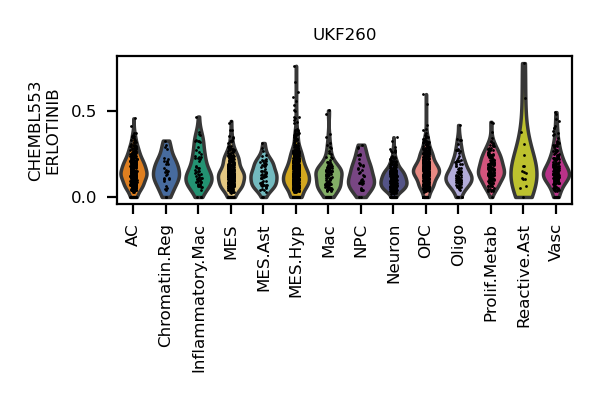 UKF260
CHEMBL553
ERLOTINIB
0.5
0.0
AC
Chromatin.Reg
Inflammatory.Mac
MES
MES.Ast
MES.Hyp
Mac
NPC
Neuron
OPC
Oligo
Prolif.Metab
Reactive.Ast
Vasc